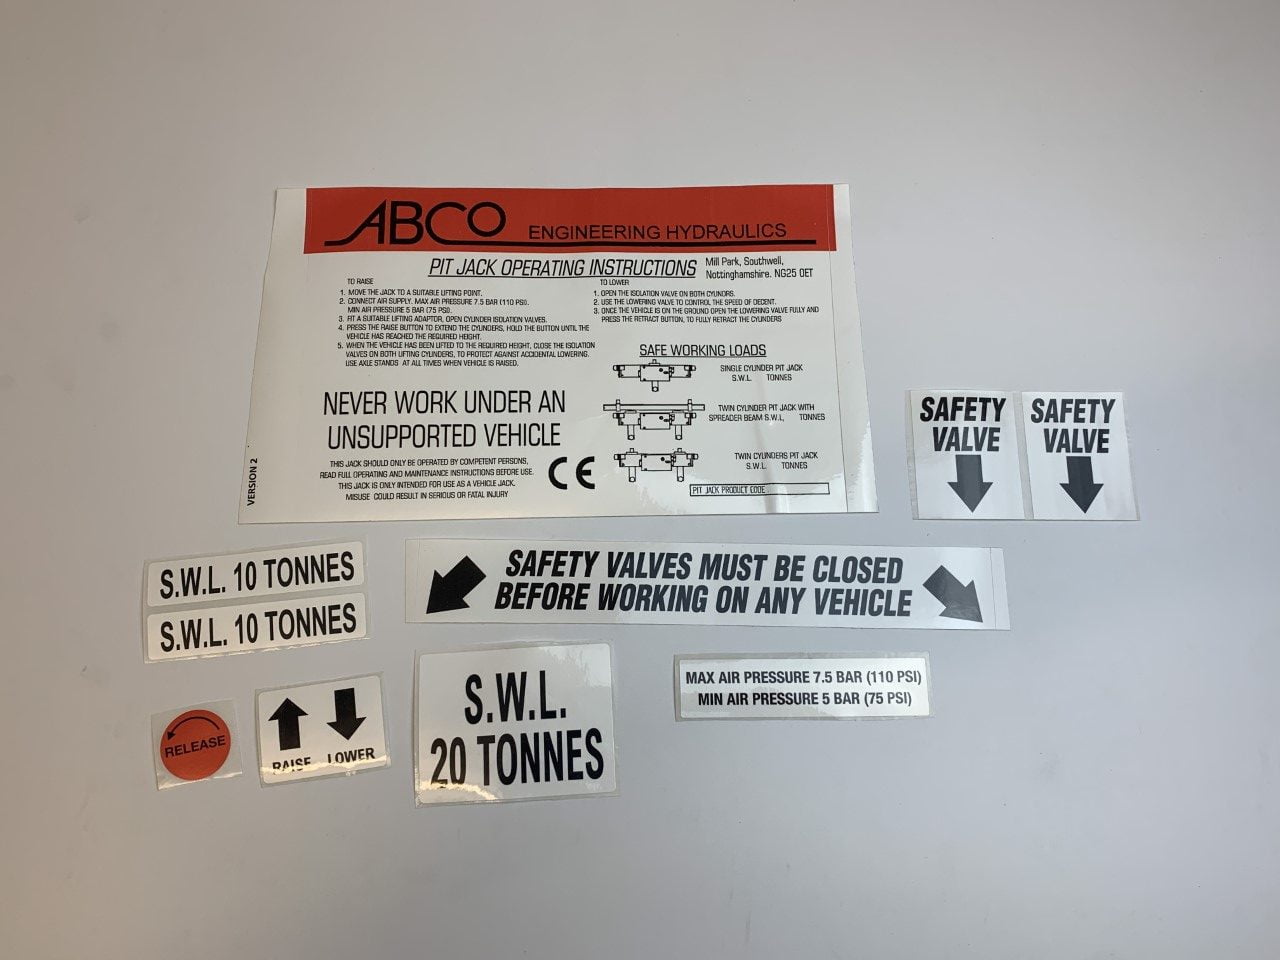 ABCO ENGINEERING HYDRAULICS
PIT JACK OPERATING INSTRUCTIONS
Mill Park, Southwell,
Nottinghamshire. NG25 0ET
TO RAISE
1. MOVE THE JACK TO A SUITABLE LIFTING POINT.
2. CONNECT AIR SUPPLY. MAX AIR PRESSURE 7.5 BAR (110 PSI).
MIN AIR PRESSURE 5 BAR (75 PSI).
3. FIT A SUITABLE LIFTING ADAPTOR, OPEN CYLINDER ISOLATION VALVES.
4. PRESS THE RAISE BUTTON TO EXTEND THE CYLINDERS, HOLD THE BUTTON UNTIL THE
VEHICLE HAS REACHED THE REQUIRED HEIGHT.
5. WHEN THE VEHICLE HAS BEEN LIFTED TO THE REQUIRED HEIGHT, CLOSE THE ISOLATION
VALVES ON BOTH LIFTING CYLINDERS, TO PROTECT AGAINST ACCIDENTAL LOWERING.
USE AXLE STANDS AT ALL TIMES WHEN VEHICLE IS RAISED.
TO LOWER
1. OPEN THE ISOLATION VALVE ON BOTH CYLINDRS.
2. USE THE LOWERING VALVE TO CONTROL THE SPEED OF DECENT.
3. ONCE THE VEHICLE IS ON THE GROUND OPEN THE LOWERING VALVE FULLY AND
PRESS THE RETRACT BUTTON, TO FULLY RETRACT THE CYLINDERS
NEVER WORK UNDER AN
UNSUPPORTED VEHICLE
THIS JACK SHOULD ONLY BE OPERATED BY COMPETENT PERSONS,
READ FULL OPERATING AND MAINTENANCE INSTRUCTIONS BEFORE USE.
THIS JACK IS ONLY INTENDED FOR USE AS A VEHICLE JACK.
MISUSE COULD RESULT IN SERIOUS OR FATAL INJURY
CE
VERSION 2
SAFE WORKING LOADS
SINGLE CYLINDER PIT JACK
S.W.L. TONNES
TWIN CYLINDER PIT JACK WITH
SPREADER BEAM S.W.L, TONNES
TWIN CYLINDERS PIT JACK
S.W.L. TONNES
PIT JACK PRODUCT CODE
SAFETY
VALVE
SAFETY
VALVE
S.W.L. 10 TONNES
S.W.L. 10 TONNES
SAFETY VALVES MUST BE CLOSED
BEFORE WORKING ON ANY VEHICLE
RELEASE
RAISE LOWER
S.W.L.
20 TONNES
MAX AIR PRESSURE 7.5 BAR (110 PSI)
MIN AIR PRESSURE 5 BAR (75 PSI)